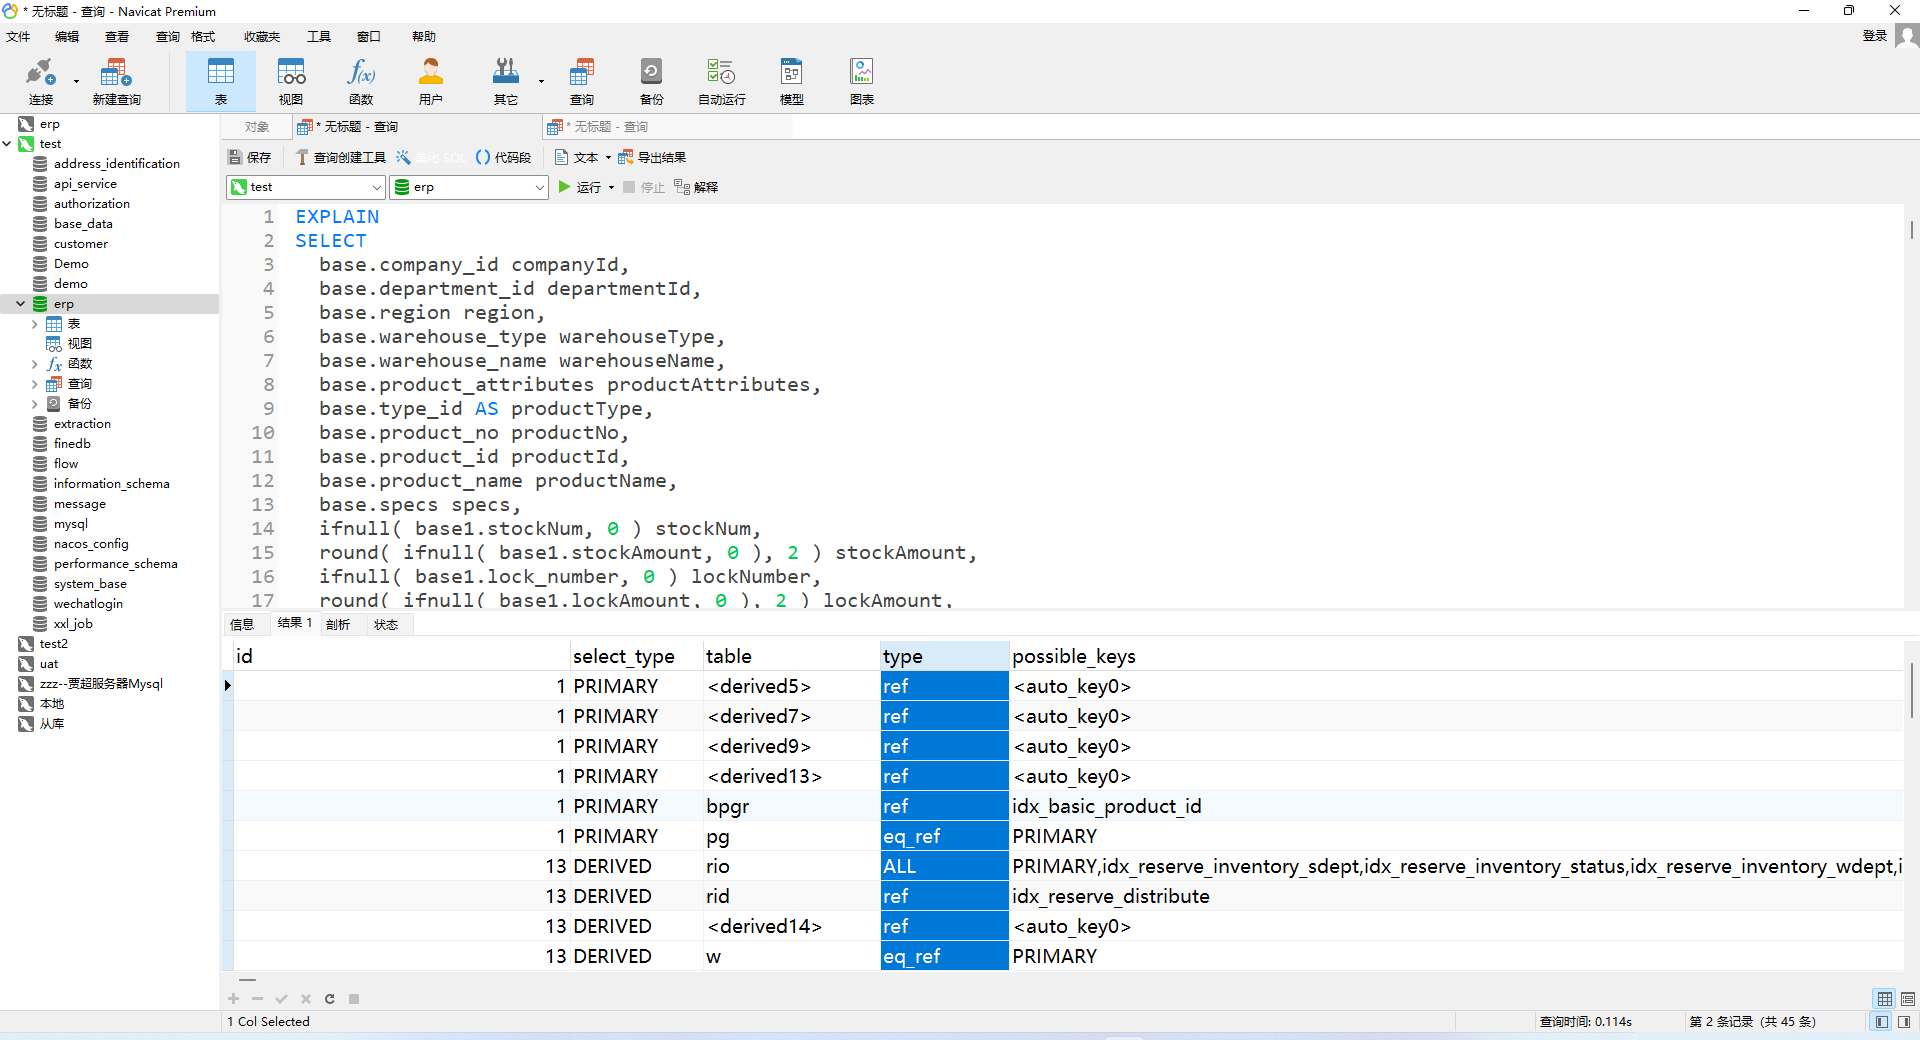 * 无标题 - 查询 - Navicat Premium
文件 编辑 查看 查询 格式 收藏夹 工具 窗口 帮助 登录
连接 新建查询 表 视图 函数 用户 其它 查询 备份 自动运行 模型 图表
对象 * 无标题 - 查询 * 无标题 - 查询
保存 查询创建工具 美化 SQL () 代码段 文本 导出结果
test erp 运行 停止 解释
erp
test
address_identification
api_service
authorization
base_data
customer
Demo
demo
erp
表
视图
函数
查询
备份
extraction
finedb
flow
information_schema
message
mysql
nacos_config
performance_schema
system_base
wechatlogin
xxl_job
test2
uat
zzz--贾超服务器Mysql
本地
从库
1 EXPLAIN
2 SELECT
3 base.company_id companyId,
4 base.department_id departmentId,
5 base.region region,
6 base.warehouse_type warehouseType,
7 base.warehouse_name warehouseName,
8 base.product_attributes productAttributes,
9 base.type_id AS productType,
10 base.product_no productNo,
11 base.product_id productId,
12 base.product_name productName,
13 base.specs specs,
14 ifnull( base1.stockNum, 0 ) stockNum,
15 round( ifnull( base1.stockAmount, 0 ), 2 ) stockAmount,
16 ifnull( base1.lock_number, 0 ) lockNumber,
17 round( ifnull( base1.lockAmount, 0 ), 2 ) lockAmount,
信息 结果 1 剖析 状态
id select_type table type possible_keys
1 PRIMARY <derived5> ref <auto_key0>
1 PRIMARY <derived7> ref <auto_key0>
1 PRIMARY <derived9> ref <auto_key0>
1 PRIMARY <derived13> ref <auto_key0>
1 PRIMARY bpgr ref idx_basic_product_id
1 PRIMARY pg eq_ref PRIMARY
13 DERIVED rio ALL PRIMARY,idx_reserve_inventory_sdept,idx_reserve_inventory_status,idx_reserve_inventory_wdept,i
13 DERIVED rid ref idx_reserve_distribute
13 DERIVED <derived14> ref <auto_key0>
13 DERIVED w eq_ref PRIMARY
1 Col Selected 查询时间: 0.114s 第 2 条记录 (共 45 条)